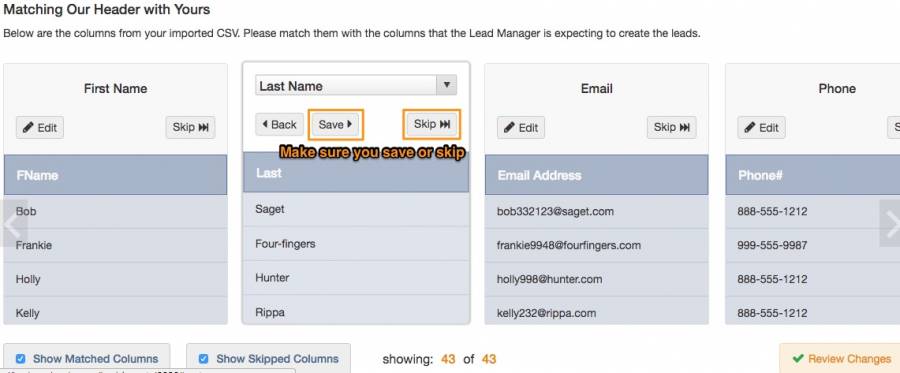 Matching Our Header with Yours
Below are the columns from your imported CSV. Please match them with the columns that the Lead Manager is expecting to create the leads.
First Name
Edit
Skip
FName
Bob
Frankie
Holly
Kelly
Last Name
Back
Save
Skip
Make sure you save or skip
Last
Saget
Four-fingers
Hunter
Rippa
Email
Edit
Skip
Email Address
bob332123@saget.com
frankie9948@fourfingers.com
holly998@hunter.com
kelly232@rippa.com
Phone
Edit
S
Phone#
888-555-1212
999-555-9987
888-555-1212
888-555-1212
Show Matched Columns
Show Skipped Columns
showing: 43 of 43
Review Changes